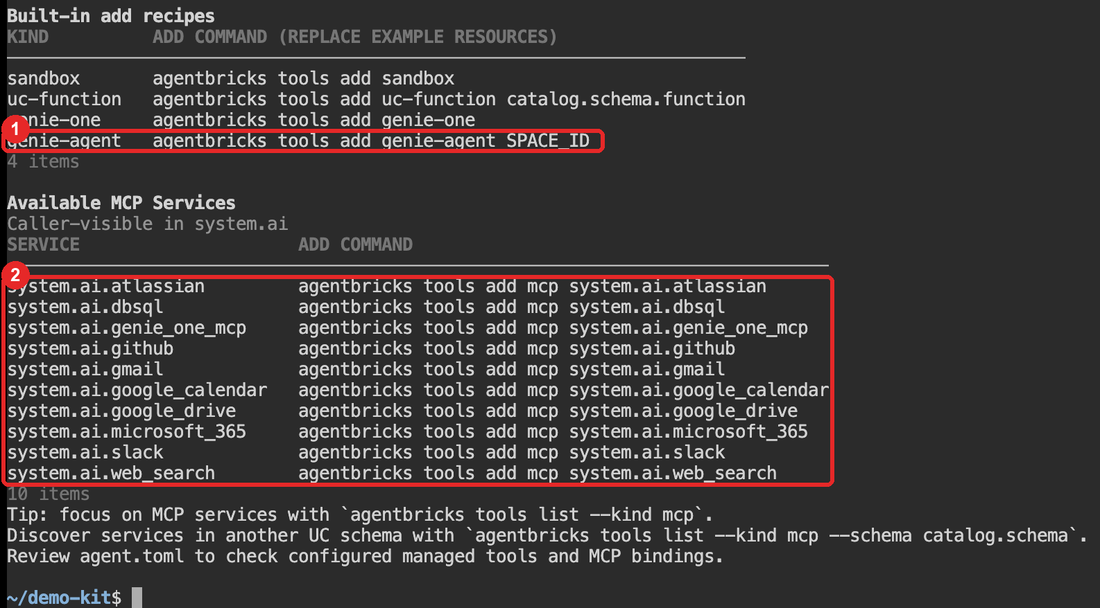 Built-in add recipes
KIND ADD COMMAND (REPLACE EXAMPLE RESOURCES)
sandbox agentbricks tools add sandbox
uc-function agentbricks tools add uc-function catalog.schema.function
genie-one agentbricks tools add genie-one
1
genie-agent agentbricks tools add genie-agent SPACE_ID
4 items
Available MCP Services
Caller-visible in system.ai
SERVICE ADD COMMAND
2
system.ai.atlassian agentbricks tools add mcp system.ai.atlassian
system.ai.dbsql agentbricks tools add mcp system.ai.dbsql
system.ai.genie_one_mcp agentbricks tools add mcp system.ai.genie_one_mcp
system.ai.github agentbricks tools add mcp system.ai.github
system.ai.gmail agentbricks tools add mcp system.ai.gmail
system.ai.google_calendar agentbricks tools add mcp system.ai.google_calendar
system.ai.google_drive agentbricks tools add mcp system.ai.google_drive
system.ai.microsoft_365 agentbricks tools add mcp system.ai.microsoft_365
system.ai.slack agentbricks tools add mcp system.ai.slack
system.ai.web_search agentbricks tools add mcp system.ai.web_search
10 items
Tip: focus on MCP services with `agentbricks tools list --kind mcp`.
Discover services in another UC schema with `agentbricks tools list --kind mcp --schema catalog.schema`.
Review agent.toml to check configured managed tools and MCP bindings.
~/demo-kit$